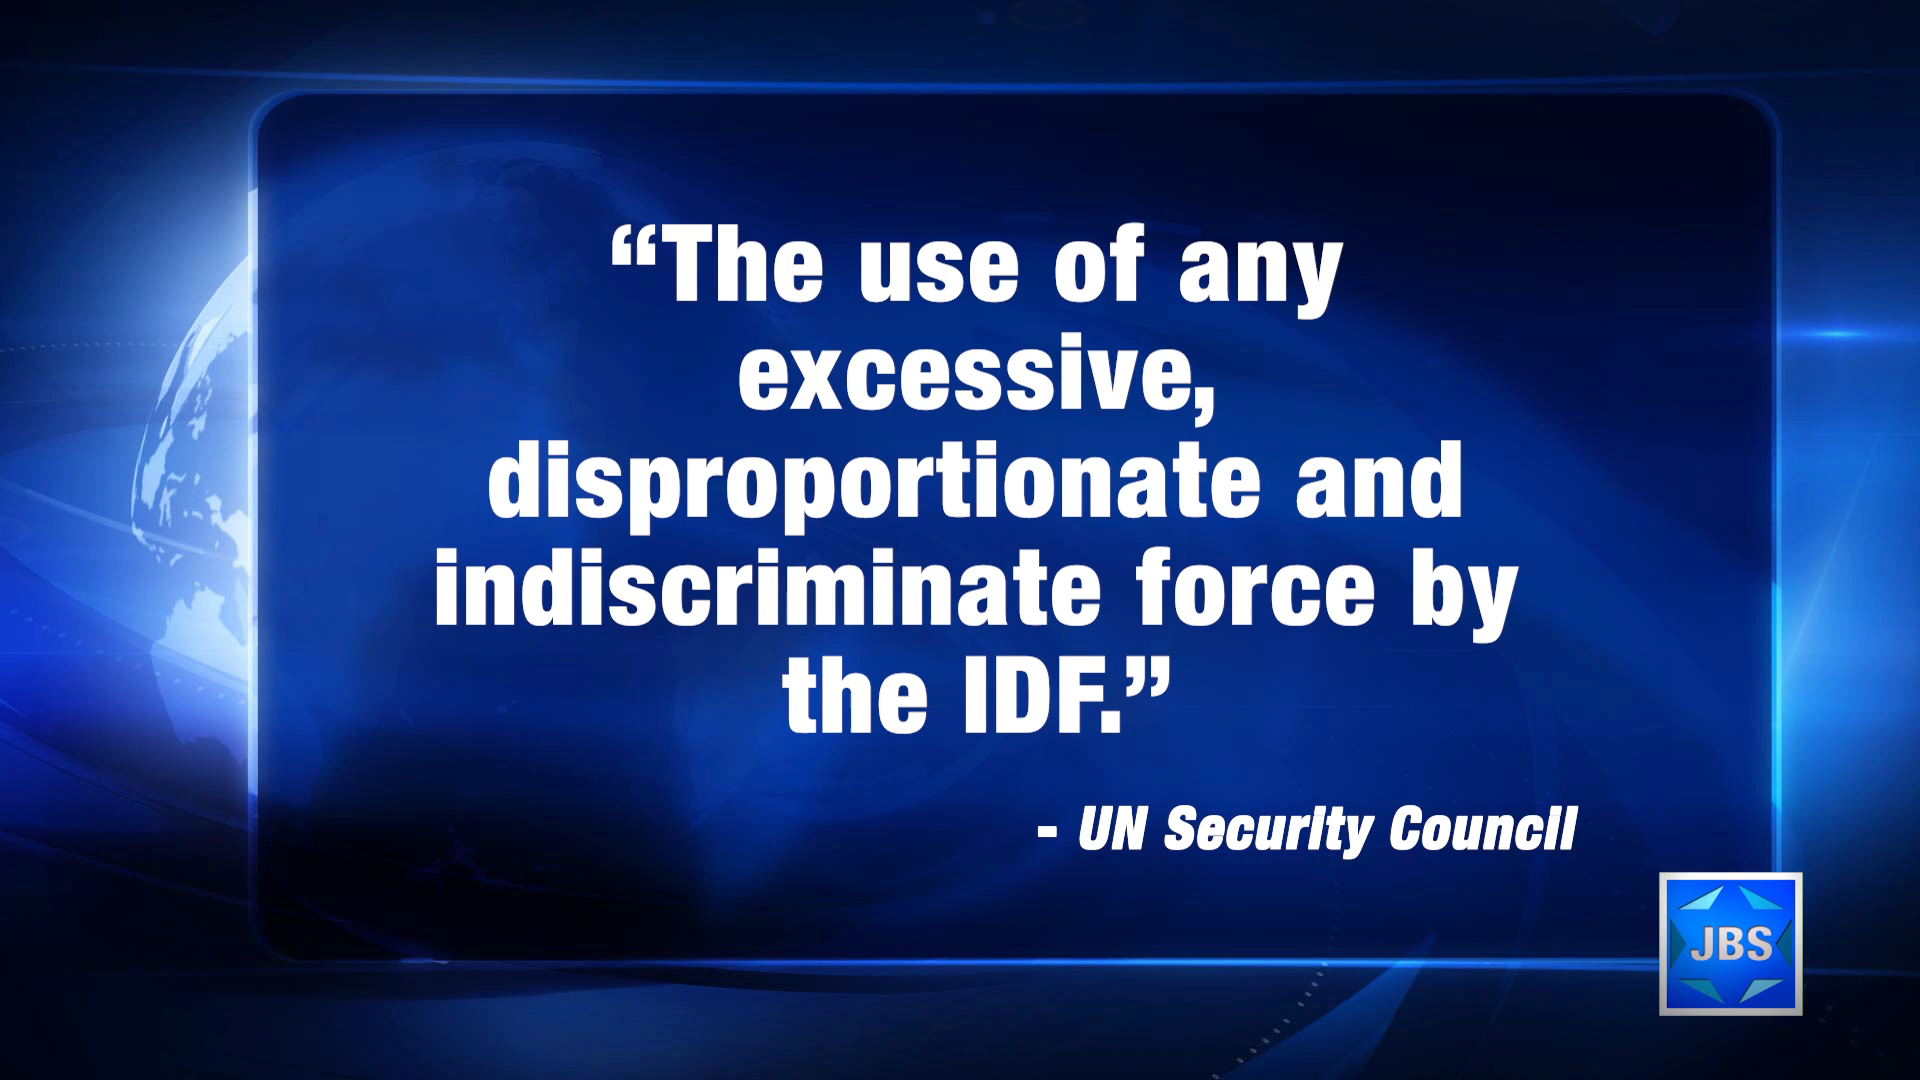 “The use of any
excessive,
disproportionate and
indiscriminate force by
the IDF.”
- UN Security Council
JBS